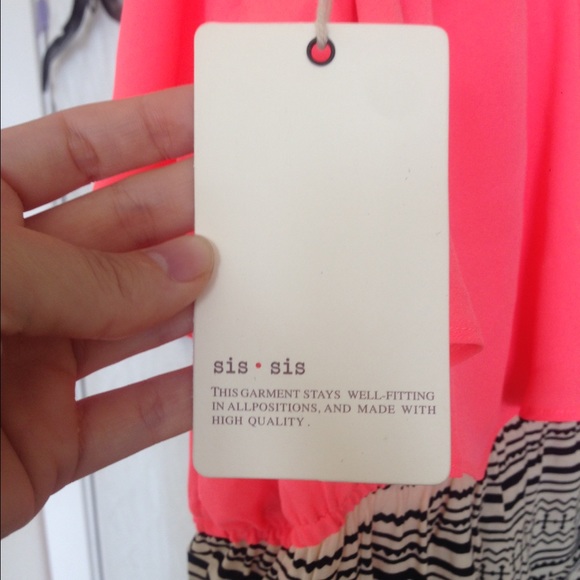 sis • sis
THIS GARMENT STAYS WELL-FITTING
IN ALLPOSITIONS, AND MADE WITH
HIGH QUALITY .